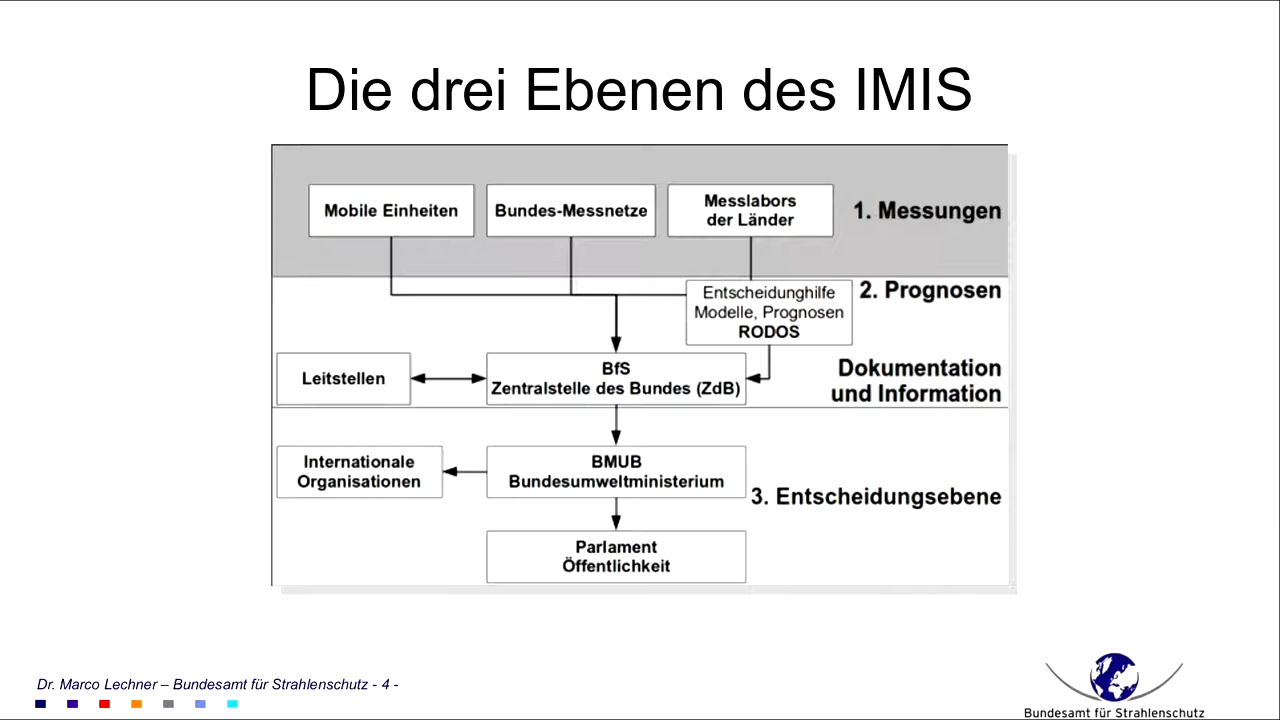 Die drei Ebenen des IMIS
Mobile Einheiten
Bundes-Messnetze
Messlabors
der Länder
1. Messungen
Entscheidunghilfe
Modelle, Prognosen
RODOS
2. Prognosen
Leitstellen
BfS
Zentralstelle des Bundes (ZdB)
Dokumentation
und Information
Internationale
Organisationen
BMUB
Bundesumweltministerium
3. Entscheidungsebene
Parlament
Öffentlichkeit
Dr. Marco Lechner – Bundesamt für Strahlenschutz - 4 -
Bundesamt für Strahlenschutz